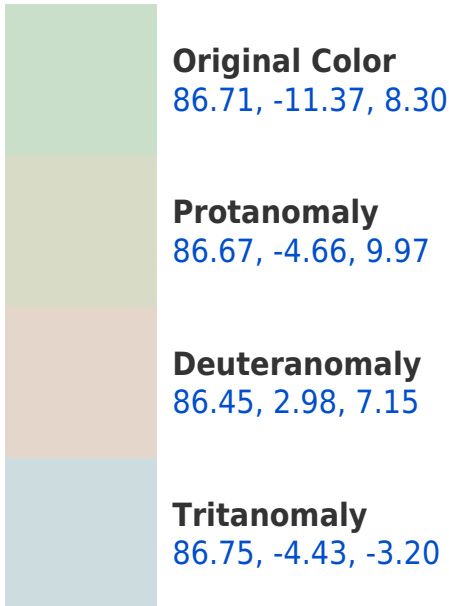 Original Color
86.71, -11.37, 8.30
Protanomaly
86.67, -4.66, 9.97
Deuteranomaly
86.45, 2.98, 7.15
Tritanomaly
86.75, -4.43, -3.20